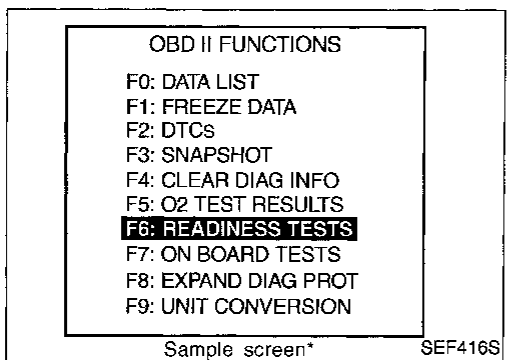 OBD II FUNCTIONS
F0: DATA LIST
F1: FREEZE DATA
F2: DTCs
F3: SNAPSHOT
F4: CLEAR DIAG INFO
F5: O2 TEST RESULTS
F6: READINESS TESTS
F7: ON BOARD TESTS
F8: EXPAND DIAG PROT
F9: UNIT CONVERSION
Sample screen* SEF416S